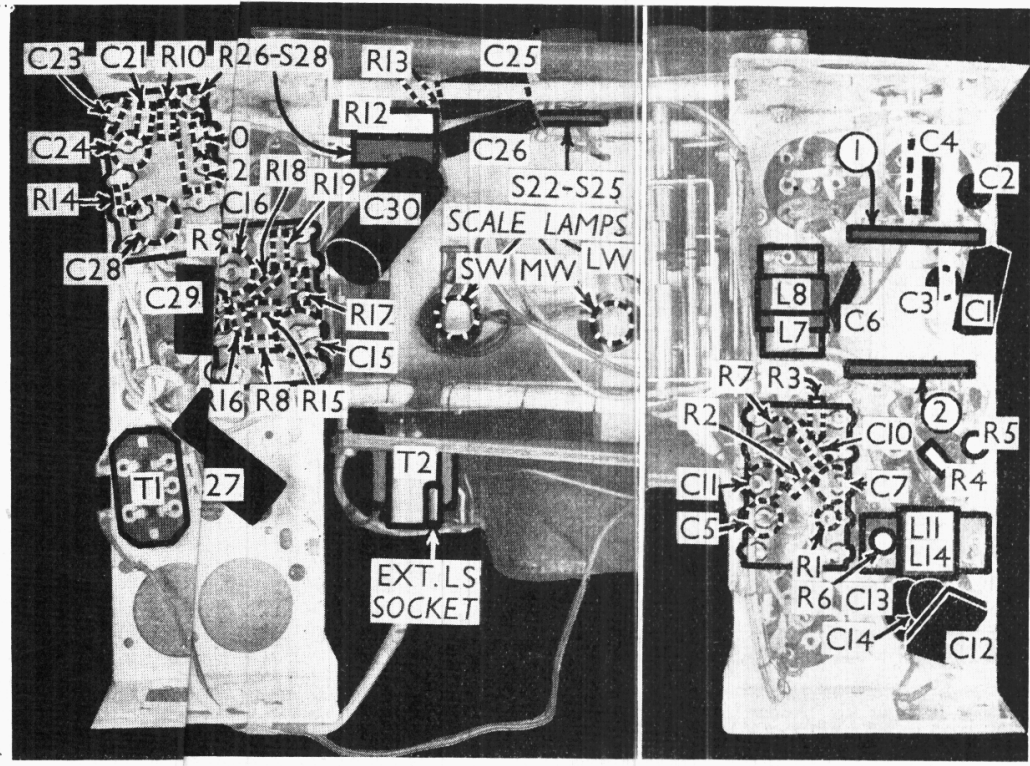 C23
C21
R10
R
26-S28
R13
C25
R12
C24
0
2
C26
C4
1
C2
R14
R18
R19
S22-S25
C16
C30
SCALE LAMPS
R9
SW
MW
LW
C28
C29
L8
C3
C1
R17
L7
C6
C15
R16
R8
R15
R7
R3
2
R2
C10
R5
T1
27
T2
R4
C11
C7
C5
L11
L14
EXT. LS
SOCKET
R1
R6
C13
C14
C12